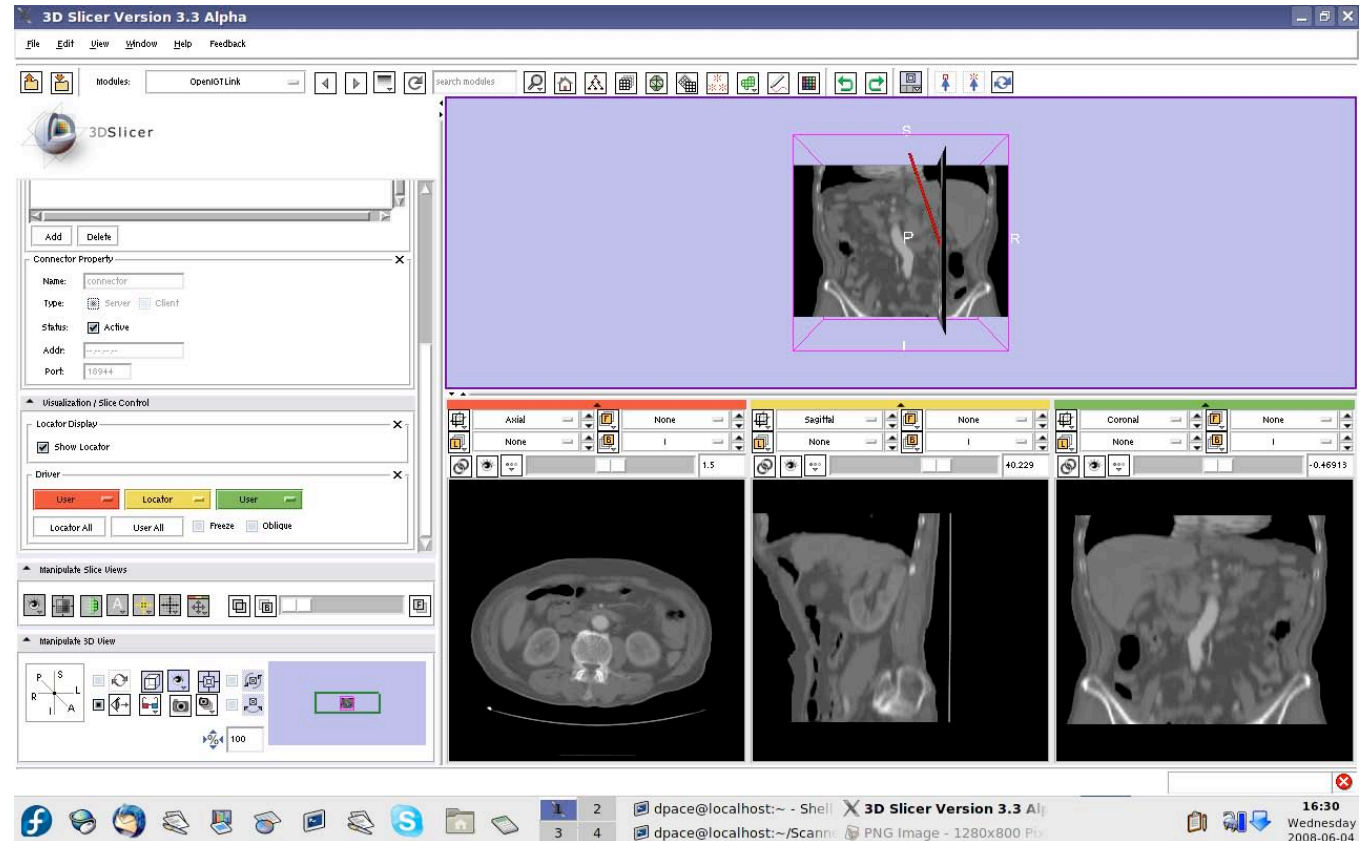 3D Slicer Version 3.3 Alpha
File Edit View Window Help Feedback
Modules: OpenIGTLink search modules
3DSlicer
Add Delete
Connector Property
Name: connector
Type: Server Client
Status: Active
Addr: --.--.--.--
Port: 18944
Visualization / Slice Control
Locator Display
Show Locator
Driver
User Locator User
Locator All User All Freeze Oblique
Manipulate Slice Views
A B F
Manipulate 3D View
P S
R L
I A
% 100
S
P R
I
Axial F None
L None B I
1.5
Sagittal F None
L None B I
40.229
Coronal F None
L None B I
-0.46913
1 2
3 4
dpace@localhost:~ - Shell
3D Slicer Version 3.3 Al
dpace@localhost:~/Scann
PNG Image - 1280x800 Pi
16:30
Wednesday
2008-06-04